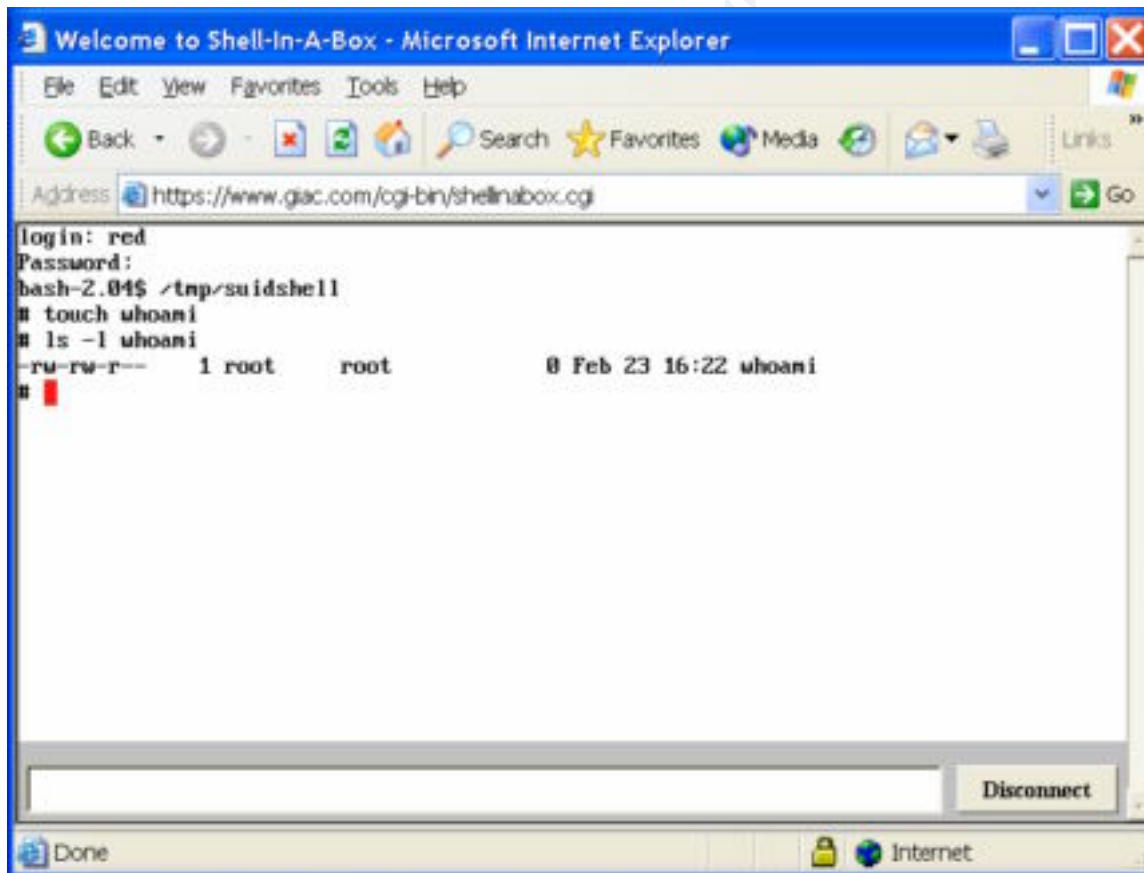 Welcome to Shell-In-A-Box - Microsoft Internet Explorer
File Edit View Favorites Tools Help
Back Search Favorites Media Links »
Address https://www.giac.com/cgi-bin/shellinabox.cgi Go
login: red
Password:
bash-2.04$ /tmp/suidshell
# touch whoami
# ls -l whoami
-rw-rw-r-- 1 root root 0 Feb 23 16:22 whoami
#
Disconnect
Done Internet